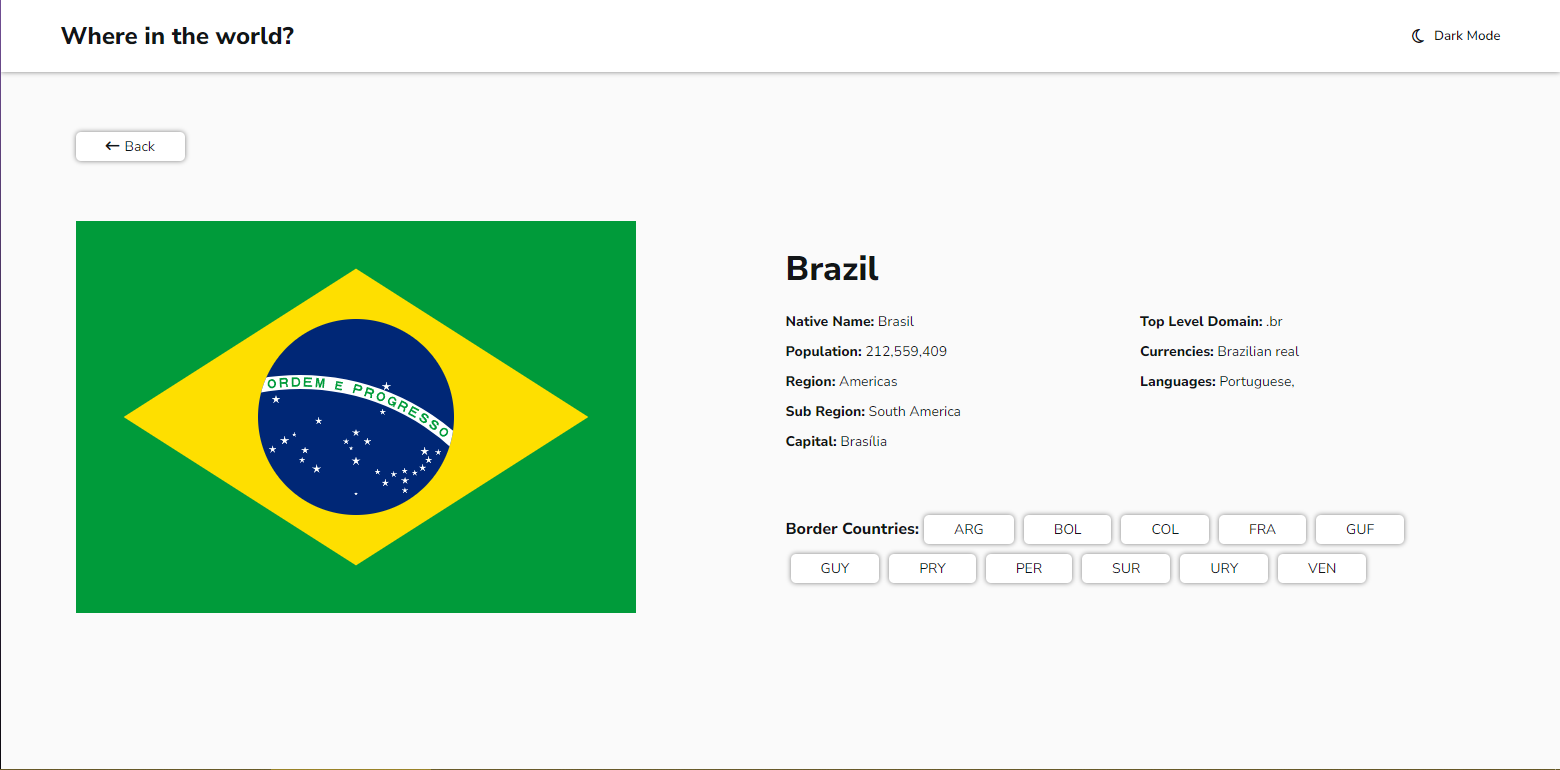 Where in the world?
Dark Mode
← Back
ORDEM E PROGRESSO
Brazil
Native Name: Brasil
Population: 212,559,409
Region: Americas
Sub Region: South America
Capital: Brasília
Top Level Domain: .br
Currencies: Brazilian real
Languages: Portuguese,
Border Countries: ARG BOL COL FRA GUF
GUY PRY PER SUR URY VEN